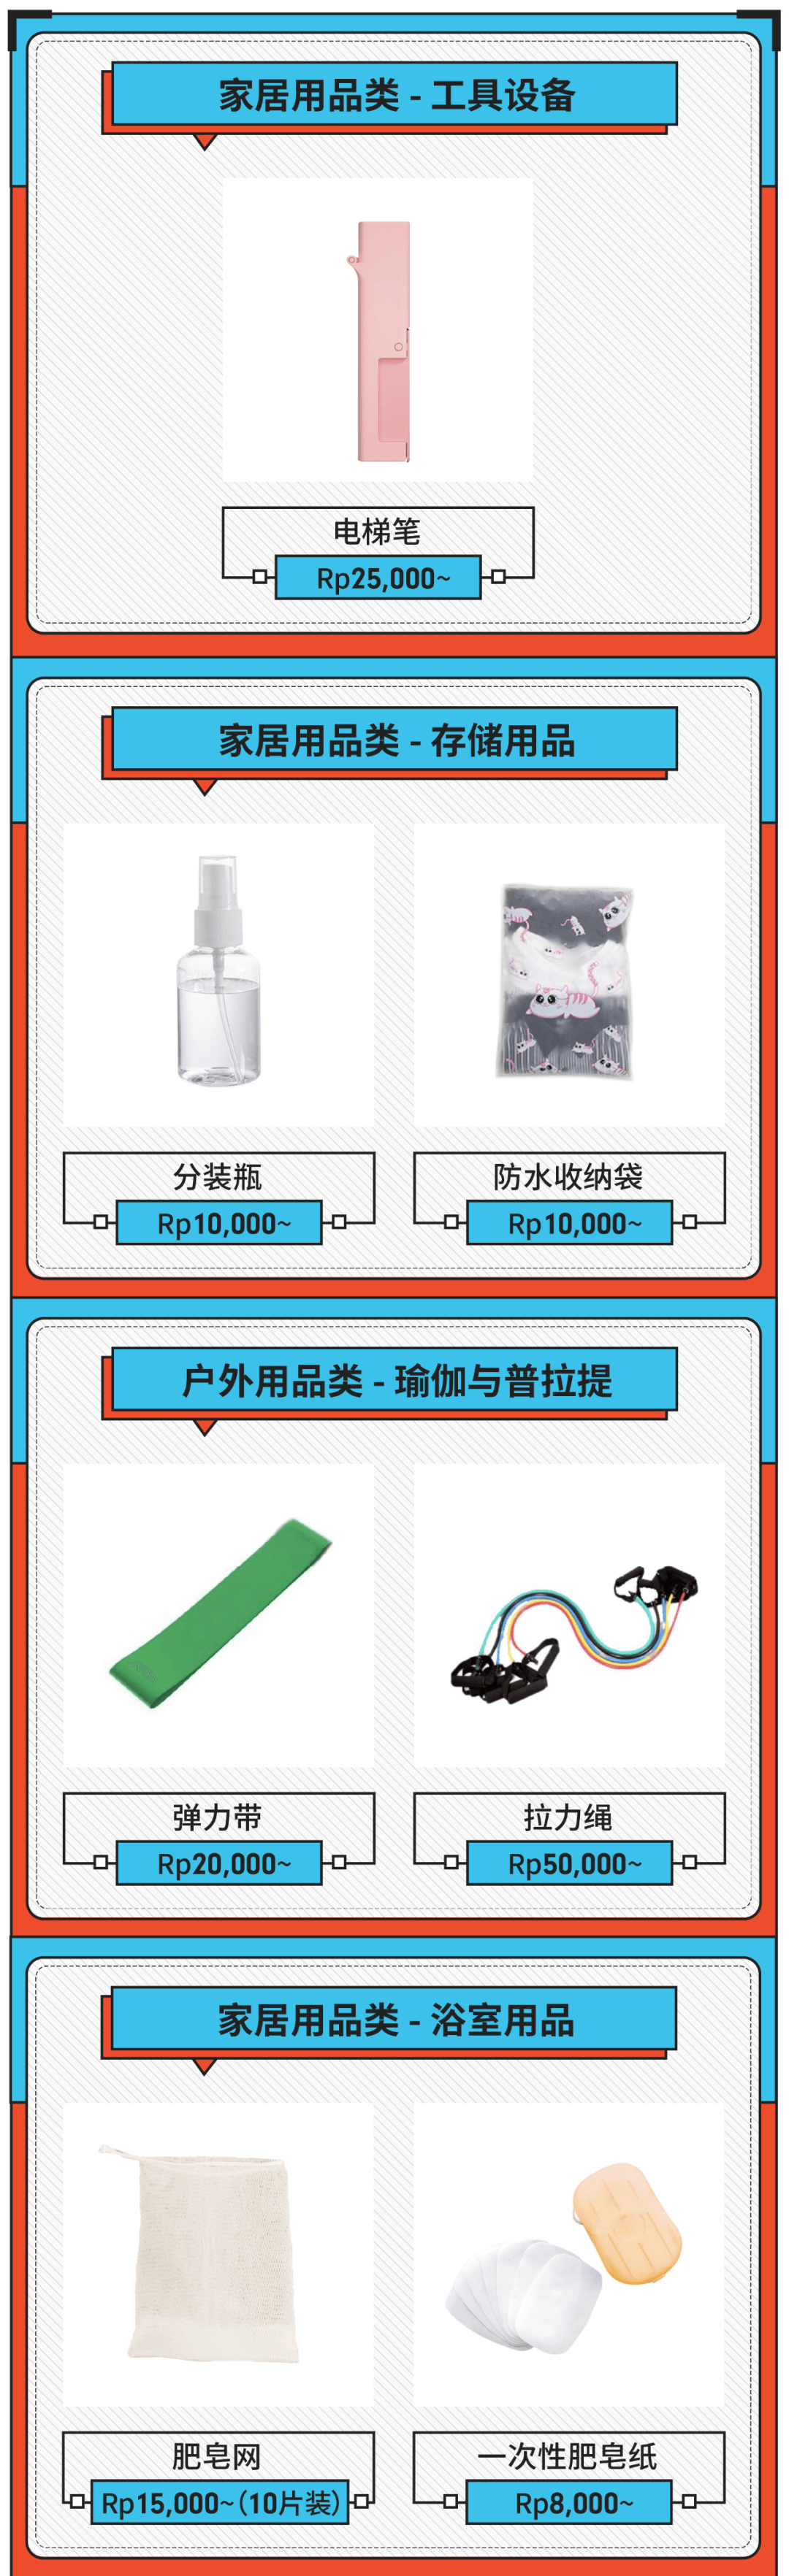 家居用品类 - 工具设备
电梯笔
Rp25,000~
家居用品类 - 存储用品
分装瓶
Rp10,000~
防水收纳袋
Rp10,000~
户外用品类 - 瑜伽与普拉提
弹力带
Rp20,000~
拉力绳
Rp50,000~
家居用品类 - 浴室用品
肥皂网
Rp15,000~(10片装)
一次性肥皂纸
Rp8,000~